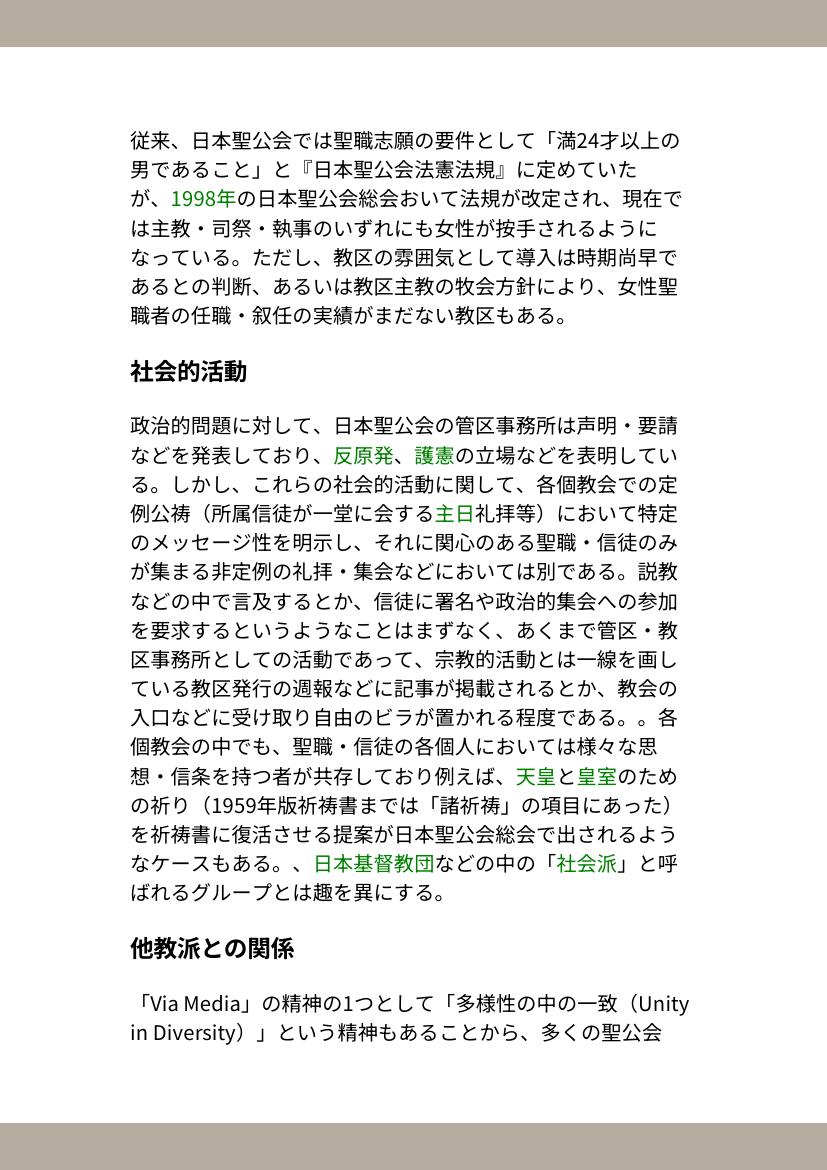 従来、日本聖公会では聖職志願の要件として「満24才以上の
男であること」と『日本聖公会法憲法規』に定めていた
が、1998年の日本聖公会総会おいて法規が改定され、現在で
は主教・司祭・執事のいずれにも女性が按手されるように
なっている。ただし、教区の雰囲気として導入は時期尚早で
あるとの判断、あるいは教区主教の牧会方針により、女性聖
職者の任職・叙任の実績がまだない教区もある。
社会的活動
政治的問題に対して、日本聖公会の管区事務所は声明・要請
などを発表しており、反原発、護憲の立場などを表明してい
る。しかし、これらの社会的活動に関して、各個教会での定
例公祷（所属信徒が一堂に会する主日礼拝等）において特定
のメッセージ性を明示し、それに関心のある聖職・信徒のみ
が集まる非定例の礼拝・集会などにおいては別である。説教
などの中で言及するとか、信徒に署名や政治的集会への参加
を要求するというようなことはまずなく、あくまで管区・教
区事務所としての活動であって、宗教的活動とは一線を画し
ている教区発行の週報などに記事が掲載されるとか、教会の
入口などに受け取り自由のビラが置かれる程度である。。各
個教会の中でも、聖職・信徒の各個人においては様々な思
想・信条を持つ者が共存しており例えば、天皇と皇室のため
の祈り（1959年版祈祷書までは「諸祈祷」の項目にあった）
を祈祷書に復活させる提案が日本聖公会総会で出されるよう
なケースもある。、日本基督教団などの中の「社会派」と呼
ばれるグループとは趣を異にする。
他教派との関係
「Via Media」の精神の1つとして「多様性の中の一致（Unity
in Diversity）」という精神もあることから、多くの聖公会